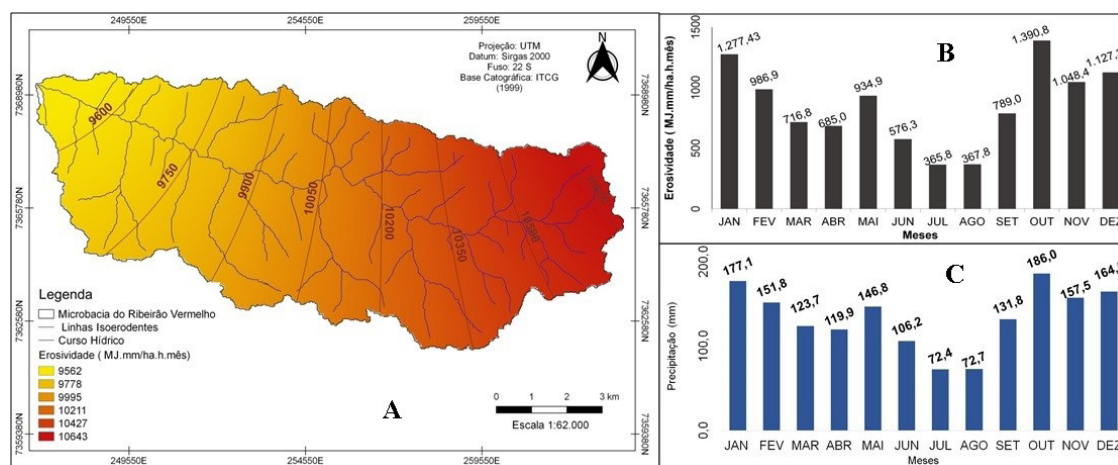 249550E 254550E 259550E
Projeção: UTM
Datum: Sirgas 2000
Fuso: 22 S
Base Catográfica: ITCG
(1999)
N
7368980N 7368980N
7365780N 7365780N
7362580N 7362580N
7359380N 7359380N
9600
9750
9900
10050
10200
10350
Legenda
Microbacia do Ribeirão Vermelho
Linhas Isoerodentes
Curso Hídrico
Erosividade ( MJ.mm/ha.h.mês)
9562
9778
9995
10211
10427
10643
A
0 1 2 3 km
Escala 1:62.000
249550E 254550E 259550E
B
Erosividade ( MJ.mm/ha.h.mês)
1500
1000
500
0
1.277,43 986,9 716,8 685,0 934,9 576,3 365,8 367,8 789,0 1.390,8 1.048,4 1.127,
JAN FEV MAR ABR MAI JUN JUL AGO SET OUT NOV DEZ
Meses
C
Precipitação (mm)
200,0
100,0
0,0
177,1 151,8 123,7 119,9 146,8 106,2 72,4 72,7 131,8 186,0 157,5 164,
JAN FEV MAR ABR MAI JUN JUL AGO SET OUT NOV DEZ
Meses